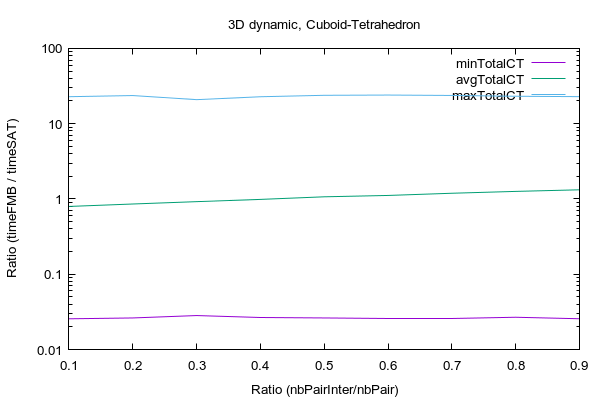 3D dynamic, Cuboid-Tetrahedron
100
10
1
0.1
0.01
Ratio (timeFMB / timeSAT)
minTotalCT
avgTotalCT
maxTotalCT
0.1 0.2 0.3 0.4 0.5 0.6 0.7 0.8 0.9
Ratio (nbPairInter/nbPair)